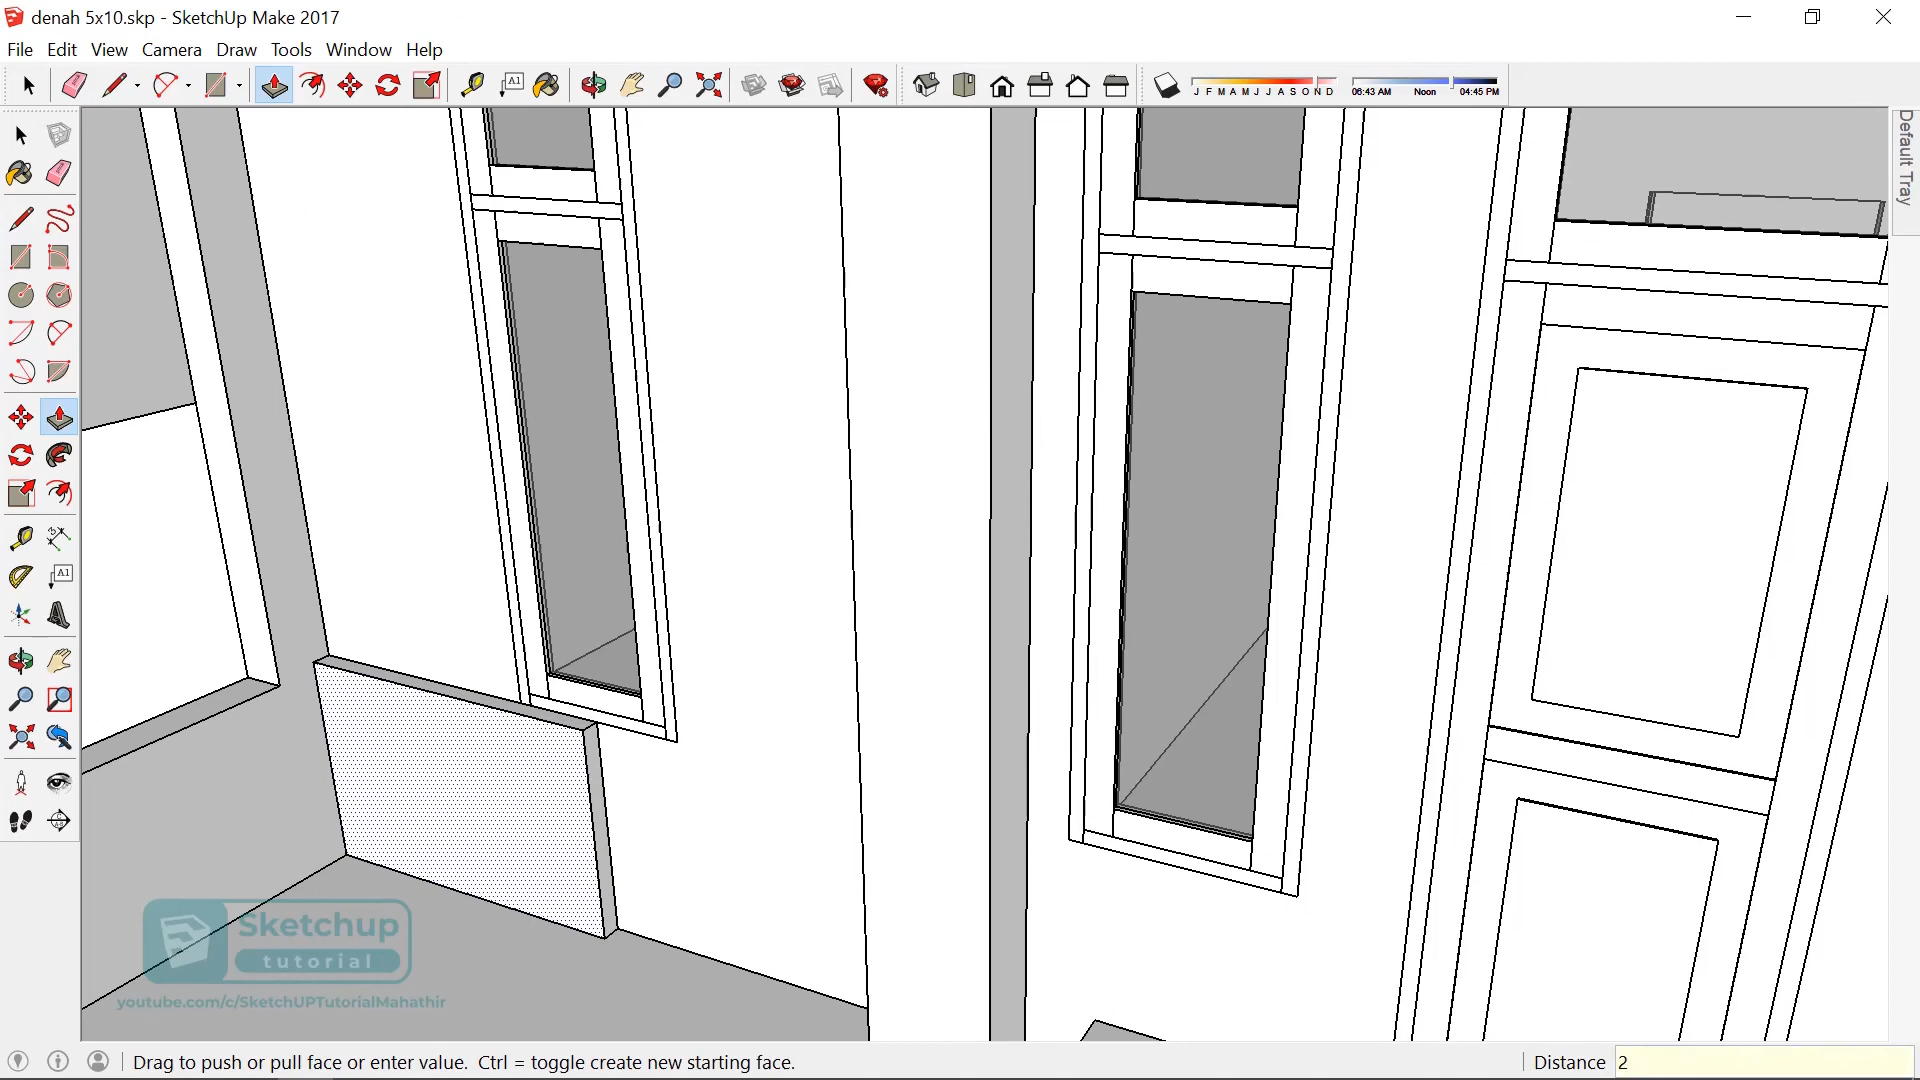 denah 5x10.skp - SketchUp Make 2017
File Edit View Camera Draw Tools Window Help
A1
J F M A M J J A S O N D
06:43 AM Noon 04:45 PM
Default Tray
A1
Sketchup
tutorial
youtube.com/c/SketchUPTutorialMahathir
Drag to push or pull face or enter value. Ctrl = toggle create new starting face.
Distance 2